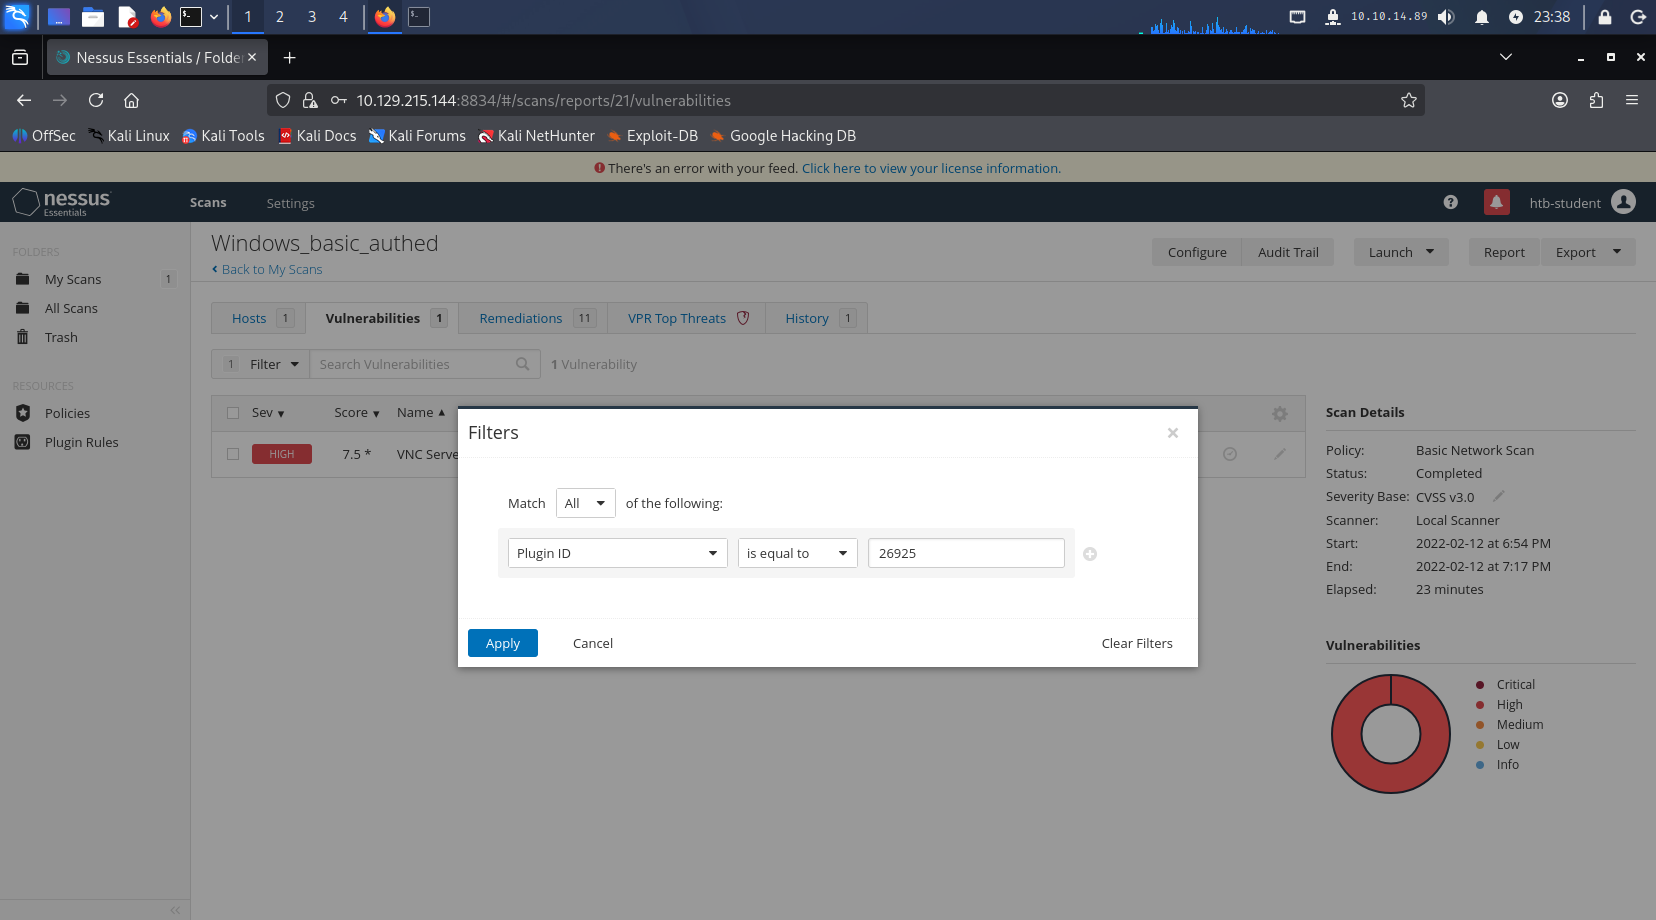 1 2 3 4 10.10.14.89 23:38
Nessus Essentials / Folde
10.129.215.144:8834/#/scans/reports/21/vulnerabilities
OffSec Kali Linux Kali Tools Kali Docs Kali Forums Kali NetHunter Exploit-DB Google Hacking DB
There's an error with your feed. Click here to view your license information.
nessus Essentials Scans Settings htb-student
FOLDERS
My Scans 1
All Scans
Trash
RESOURCES
Policies
Plugin Rules
Windows_basic_authed
Back to My Scans
Configure Audit Trail Launch Report Export
Hosts 1 Vulnerabilities 1 Remediations 11 VPR Top Threats History 1
1 Filter Search Vulnerabilities 1 Vulnerability
Sev Score Name
HIGH 7.5 * VNC Serve
Filters
Match All of the following:
Plugin ID is equal to 26925
Apply Cancel Clear Filters
Scan Details
Policy: Basic Network Scan
Status: Completed
Severity Base: CVSS v3.0
Scanner: Local Scanner
Start: 2022-02-12 at 6:54 PM
End: 2022-02-12 at 7:17 PM
Elapsed: 23 minutes
Vulnerabilities
Critical
High
Medium
Low
Info